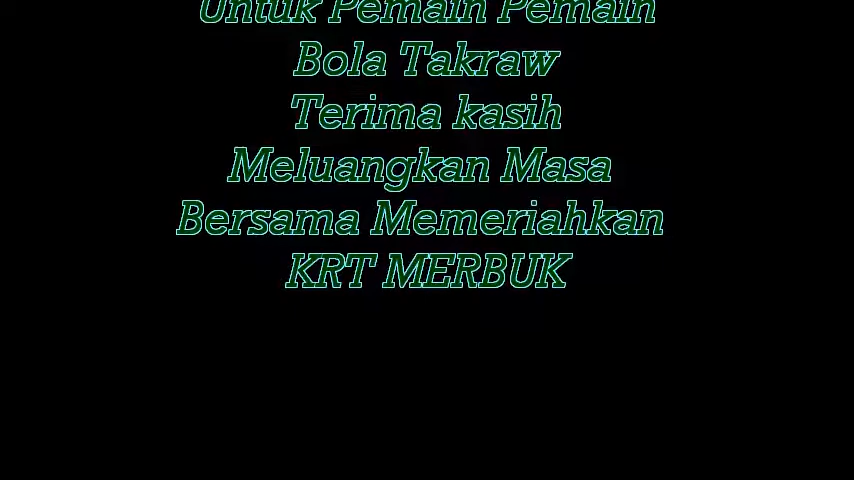 Untuk Pemain Pemain
Bola Takraw
Terima kasih
Meluangkan Masa
Bersama Memeriahkan
KRT MERBUK